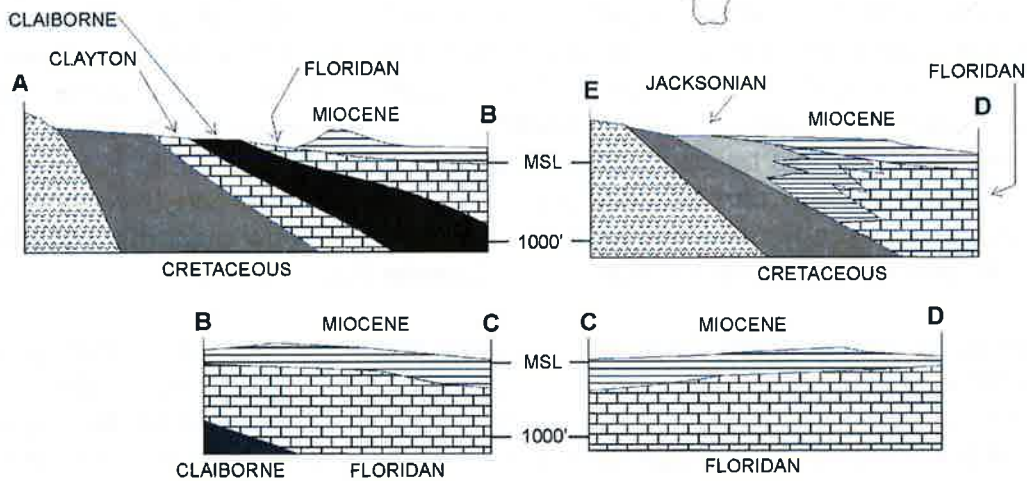 CLAIBORNE
CLAYTON
FLORIDAN
A
MIOCENE
B
MSL
1000'
CRETACEOUS
JACKSONIAN
FLORIDAN
E
MIOCENE
D
CRETACEOUS
B
MIOCENE
C
MSL
1000'
CLAIBORNE
FLORIDAN
C
MIOCENE
D
FLORIDAN